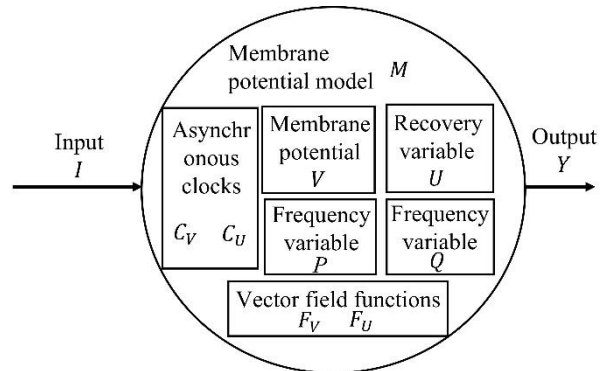 Membrane
potential model M
Input
I
Asynchr
onous
clocks
C_V C_U
Membrane
potential
V
Recovery
variable
U
Output
Y
Frequency
variable
P
Frequency
variable
Q
Vector field functions
F_V F_U